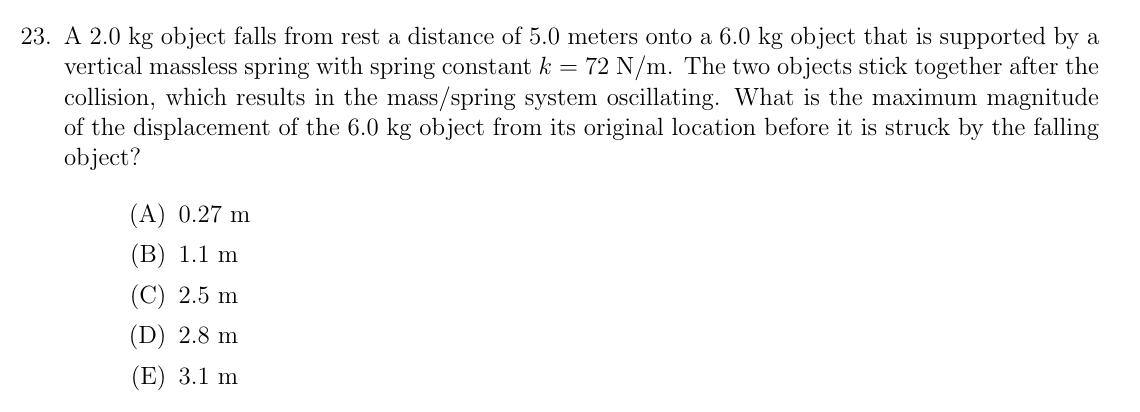 23. A 2.0 kg object falls from rest a distance of 5.0 meters onto a 6.0 kg object that is supported by a
vertical massless spring with spring constant k = 72 N/m. The two objects stick together after the
collision, which results in the mass/spring system oscillating. What is the maximum magnitude
of the displacement of the 6.0 kg object from its original location before it is struck by the falling
object?
(A) 0.27 m
(B) 1.1 m
(C) 2.5 m
(D) 2.8 m
(E) 3.1 m